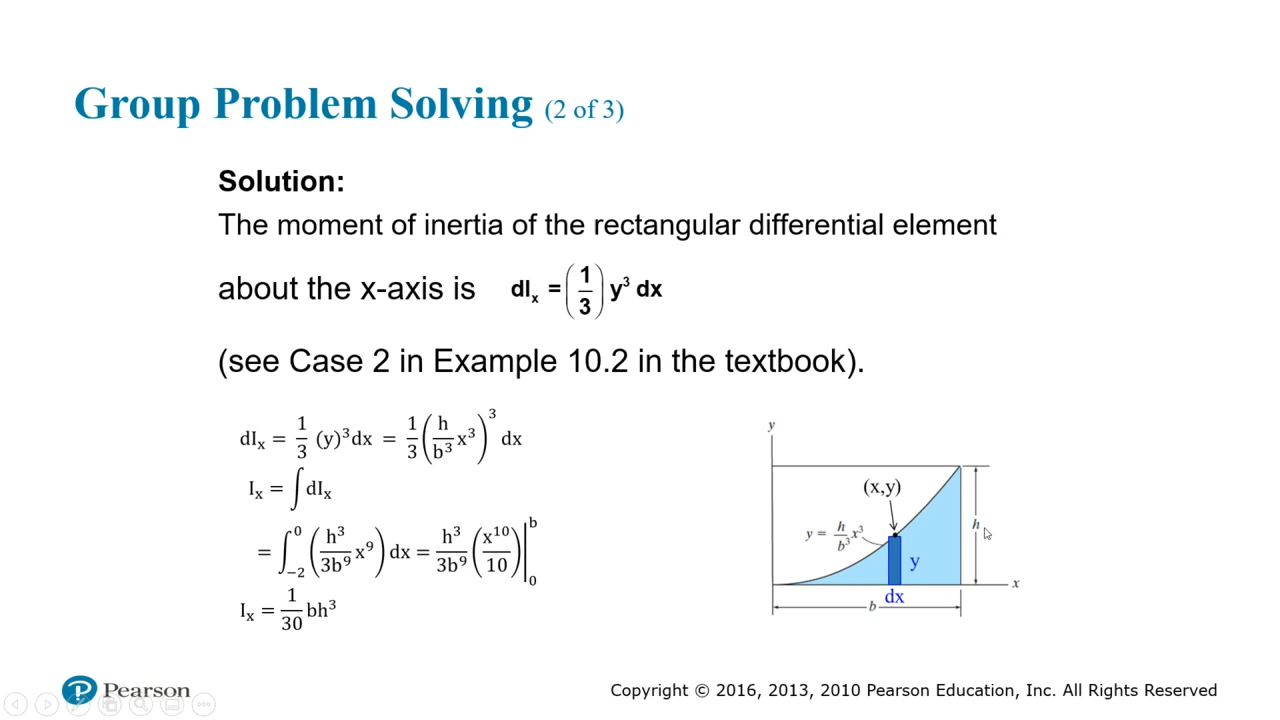 Group Problem Solving (2 of 3)
Solution:
The moment of inertia of the rectangular differential element
about the x-axis is dIₓ = (1/3) y³ dx
(see Case 2 in Example 10.2 in the textbook).
dIₓ = 1/3 (y)³dx = 1/3 (h/b³ x³)³ dx
Iₓ = ∫ dIₓ
= ∫₋₂⁰ (h³/3b⁹ x⁹) dx = h³/3b⁹ (x¹⁰/10) |₀ᵇ
Iₓ = 1/30 bh³
y
(x,y)
y = h/b³ x³
h
y
x
dx
b
Pearson
Copyright © 2016, 2013, 2010 Pearson Education, Inc. All Rights Reserved